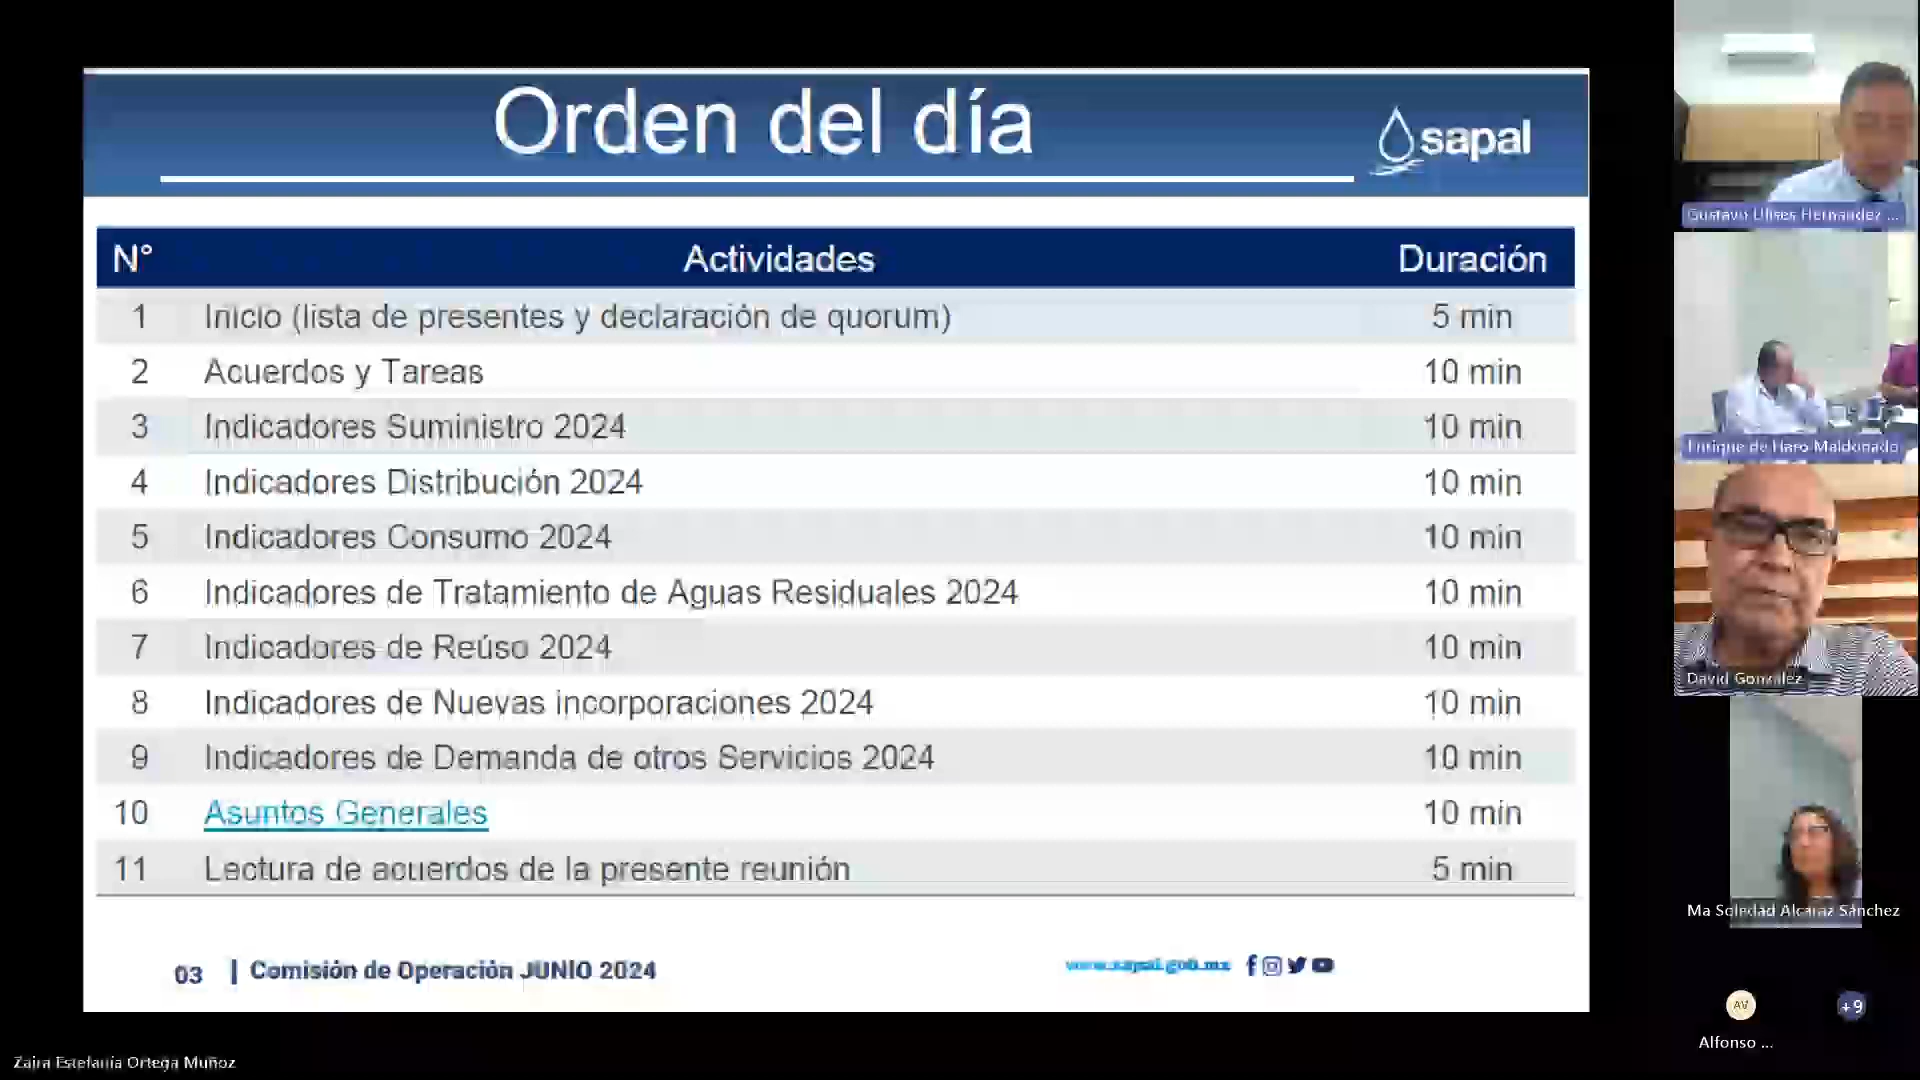 Orden del día
sapal
N° Actividades Duración
1 Inicio (lista de presentes y declaración de quorum) 5 min
2 Acuerdos y Tareas 10 min
3 Indicadores Suministro 2024 10 min
4 Indicadores Distribución 2024 10 min
5 Indicadores Consumo 2024 10 min
6 Indicadores de Tratamiento de Aguas Residuales 2024 10 min
7 Indicadores de Reúso 2024 10 min
8 Indicadores de Nuevas incorporaciones 2024 10 min
9 Indicadores de Demanda de otros Servicios 2024 10 min
10 Asuntos Generales 10 min
11 Lectura de acuerdos de la presente reunión 5 min
03 | Comisión de Operación JUNIO 2024
www.sapal.gob.mx
Gustavo Ulises Hernandez ...
Enrique de Haro Maldonado
David Gonzalez
Ma Soledad Alcaraz Sánchez
AV
+9
Alfonso ...
Zaira Estefania Ortega Muñoz